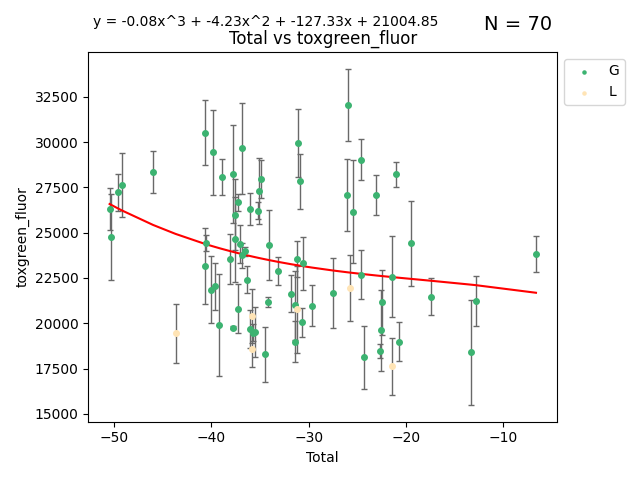 y = -0.08x^3 + -4.23x^2 + -127.33x + 21004.85
N = 70
Total vs toxgreen_fluor
G
L
toxgreen_fluor
32500
30000
27500
25000
22500
20000
17500
15000
−50 −40 −30 −20 −10
Total